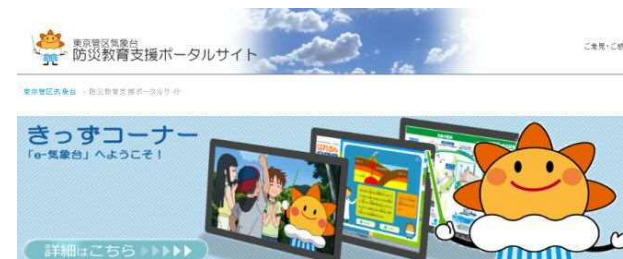 東京管区気象台
防災教育支援ポータルサイト
ご意見・ご感
東京管区気象台 > 防災教育支援ポータルサイト
きっずコーナー
「e-気象台」へようこそ！
詳細はこちら